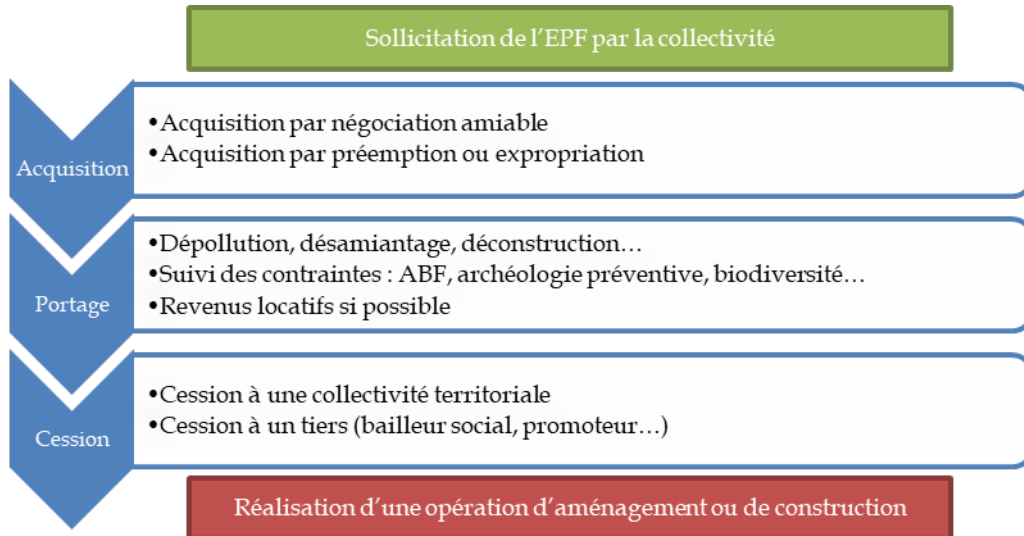 Sollicitation de l’EPF par la collectivité
Acquisition
•Acquisition par négociation amiable
•Acquisition par préemption ou expropriation
Portage
•Dépollution, désamiantage, déconstruction…
•Suivi des contraintes : ABF, archéologie préventive, biodiversité…
•Revenus locatifs si possible
Cession
•Cession à une collectivité territoriale
•Cession à un tiers (bailleur social, promoteur…)
Réalisation d’une opération d’aménagement ou de construction